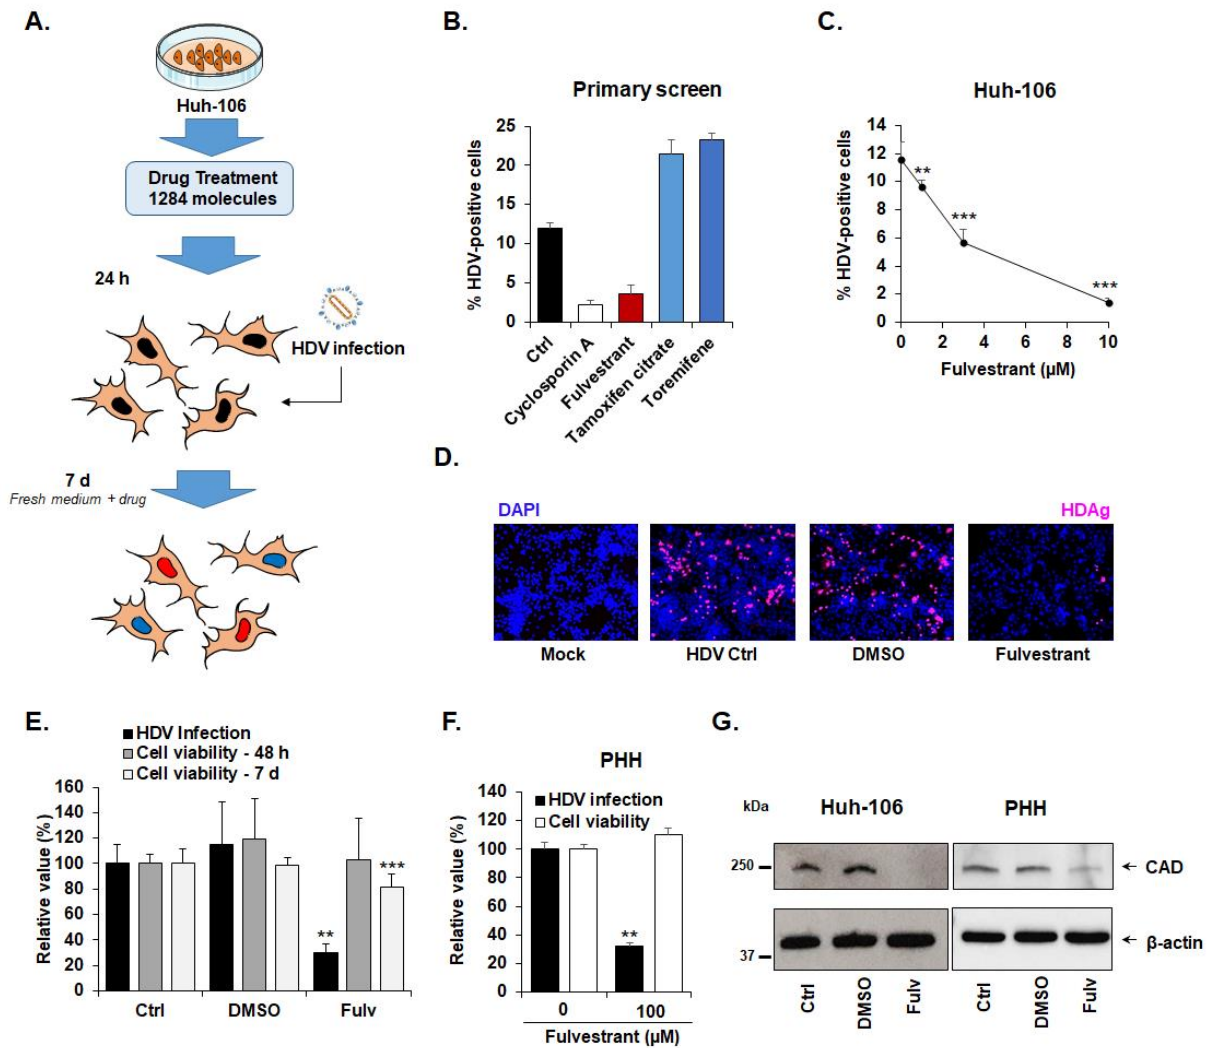 A.
Huh-106
Drug Treatment
1284 molecules
24 h
HDV infection
7 d
Fresh medium + drug
B.
Primary screen
% HDV-positive cells
25
20
15
10
5
0
Ctrl
Cyclosporin A
Fulvestrant
Tamoxifen citrate
Toremifene
C.
Huh-106
% HDV-positive cells
14
12
10
8
6
4
2
0
**
***
***
0 2 4 6 8 10
Fulvestrant (µM)
D.
DAPI
HDAg
Mock
HDV Ctrl
DMSO
Fulvestrant
E.
HDV Infection
Cell viability - 48 h
Cell viability - 7 d
Relative value (%)
160
140
120
100
80
60
40
20
0
**
***
Ctrl
DMSO
Fulv
F.
PHH
HDV infection
Cell viability
Relative value (%)
140
120
100
80
60
40
20
0
**
0
100
Fulvestrant (µM)
G.
kDa
Huh-106
PHH
250
CAD
37
β-actin
Ctrl
DMSO
Fulv
Ctrl
DMSO
Fulv